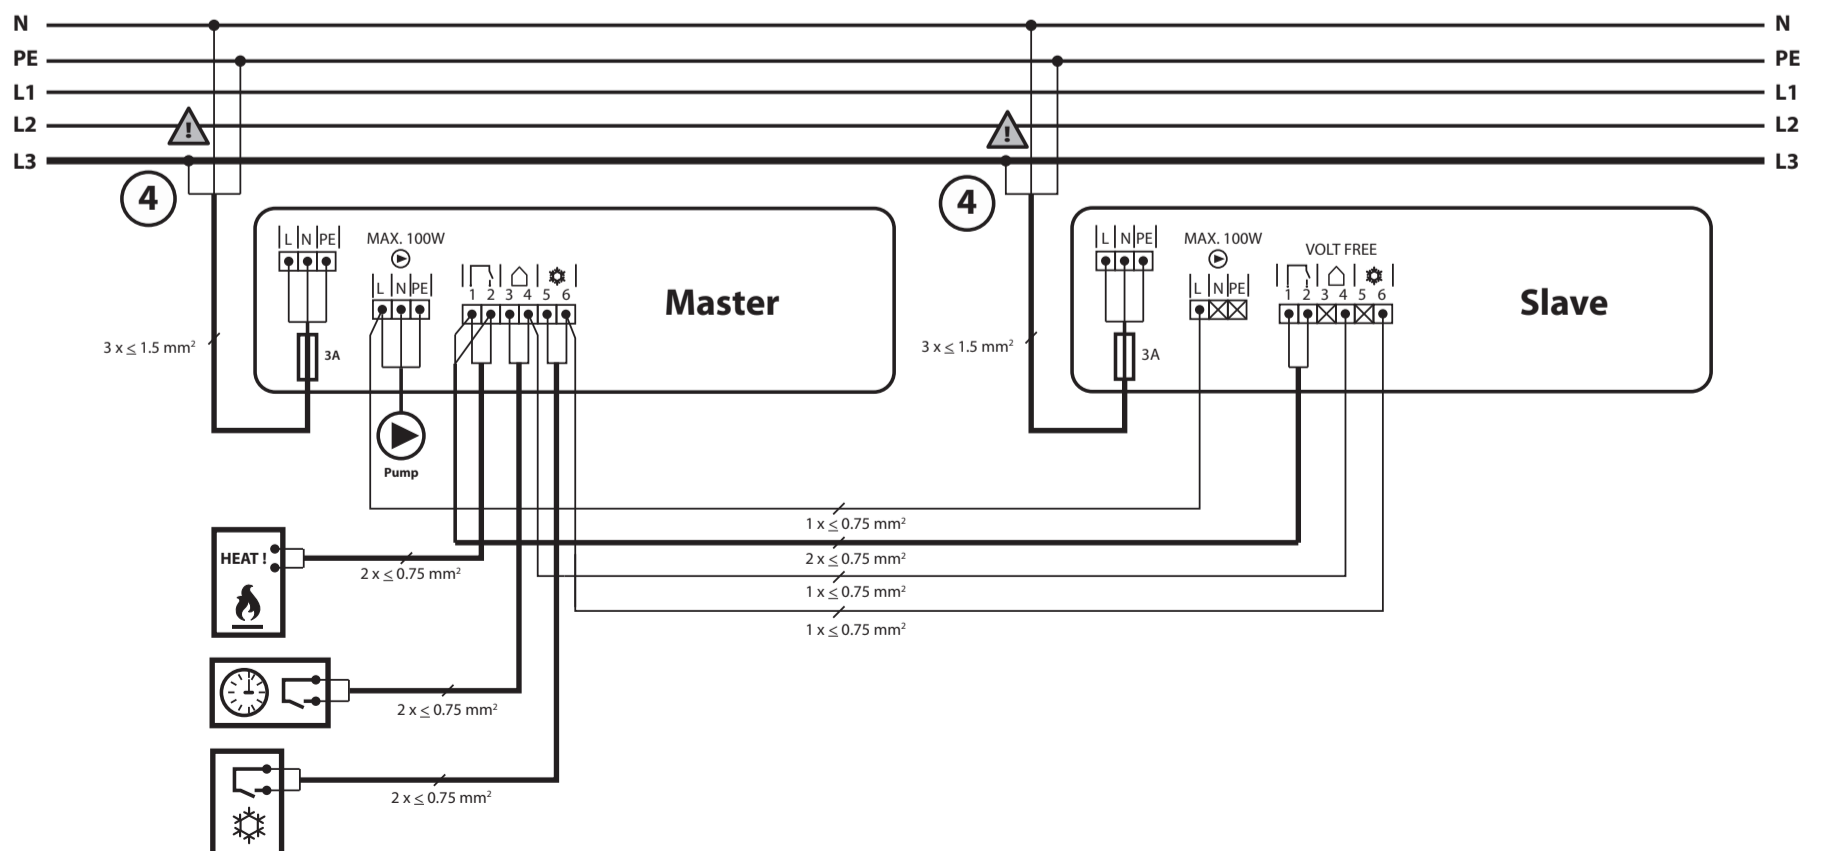 N N
PE PE
L1 L1
L2 L2
L3 L3
! !
4 4
L N PE MAX. 100W
L N PE
1 2 3 4 5 6
Master
3A
3 x ≤ 1.5 mm²
Pump
L N PE MAX. 100W VOLT FREE
L N PE
1 2 3 4 5 6
Slave
3A
3 x ≤ 1.5 mm²
1 x ≤ 0.75 mm²
2 x ≤ 0.75 mm²
1 x ≤ 0.75 mm²
1 x ≤ 0.75 mm²
HEAT !
2 x ≤ 0.75 mm²
2 x ≤ 0.75 mm²
2 x ≤ 0.75 mm²